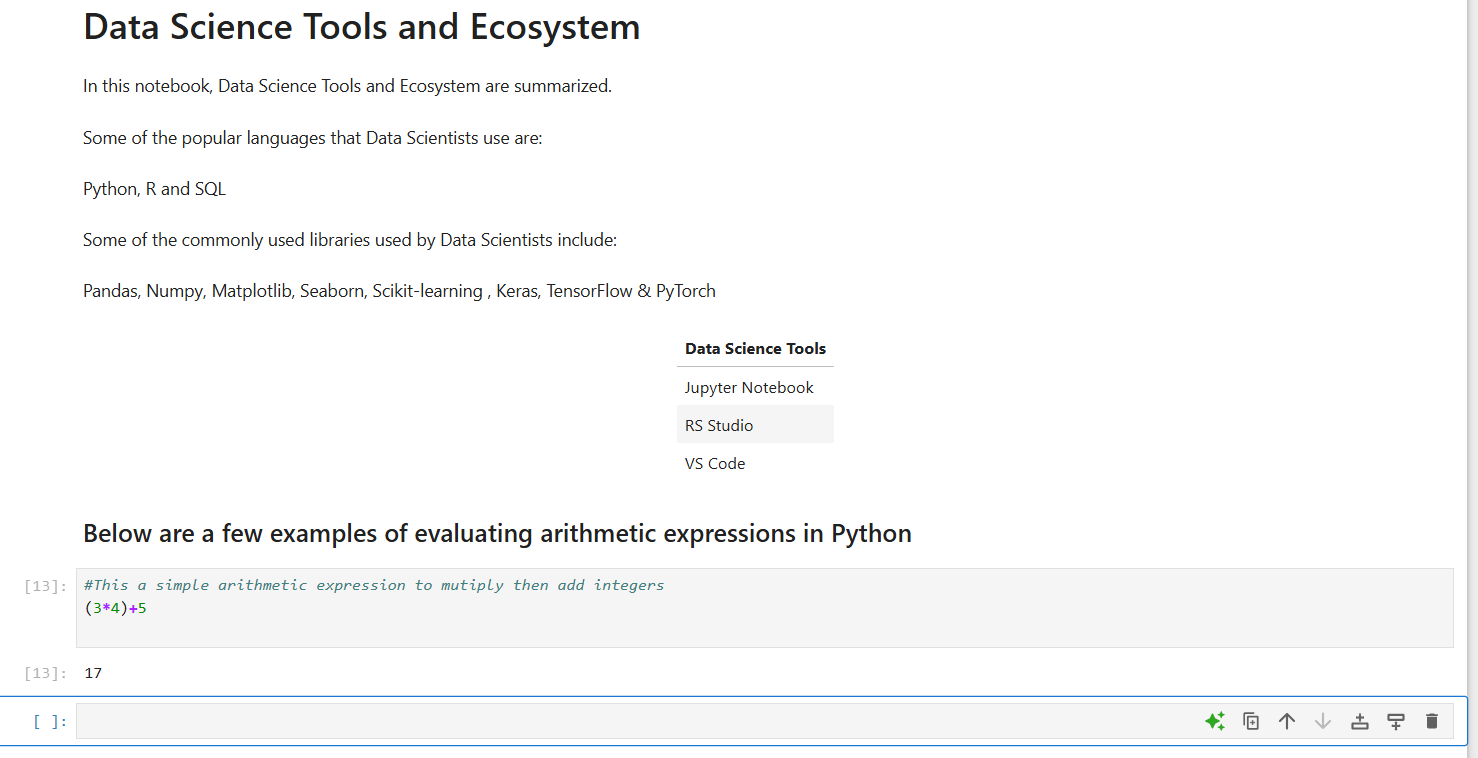 Data Science Tools and Ecosystem
In this notebook, Data Science Tools and Ecosystem are summarized.
Some of the popular languages that Data Scientists use are:
Python, R and SQL
Some of the commonly used libraries used by Data Scientists include:
Pandas, Numpy, Matplotlib, Seaborn, Scikit-learning , Keras, TensorFlow & PyTorch
Data Science Tools
Jupyter Notebook
RS Studio
VS Code
Below are a few examples of evaluating arithmetic expressions in Python
[13]: #This a simple arithmetic expression to mutiply then add integers
(3*4)+5
[13]: 17
[ ]: